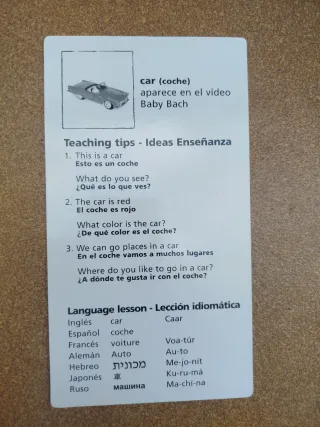 car (coche)
aparece en el video
Baby Bach
Teaching tips - Ideas Enseñanza
1. This is a car
Esto es un coche
What do you see?
¿Qué es lo que ves?
2. The car is red
El coche es rojo
What color is the car?
¿De qué color es el coche?
3. We can go places in a car
En el coche vamos a muchos lugares
Where do you like to go in a car?
¿A dónde te gusta ir con el coche?
Language lesson - Lección idiomática
Inglés car Caar
Español coche
Francés voiture Voa-túr
Alemán Auto Au-to
Hebreo מכונית Me-jo-nit
Japonés 車 Ku-ru-má
Ruso машина Ma-chí-na